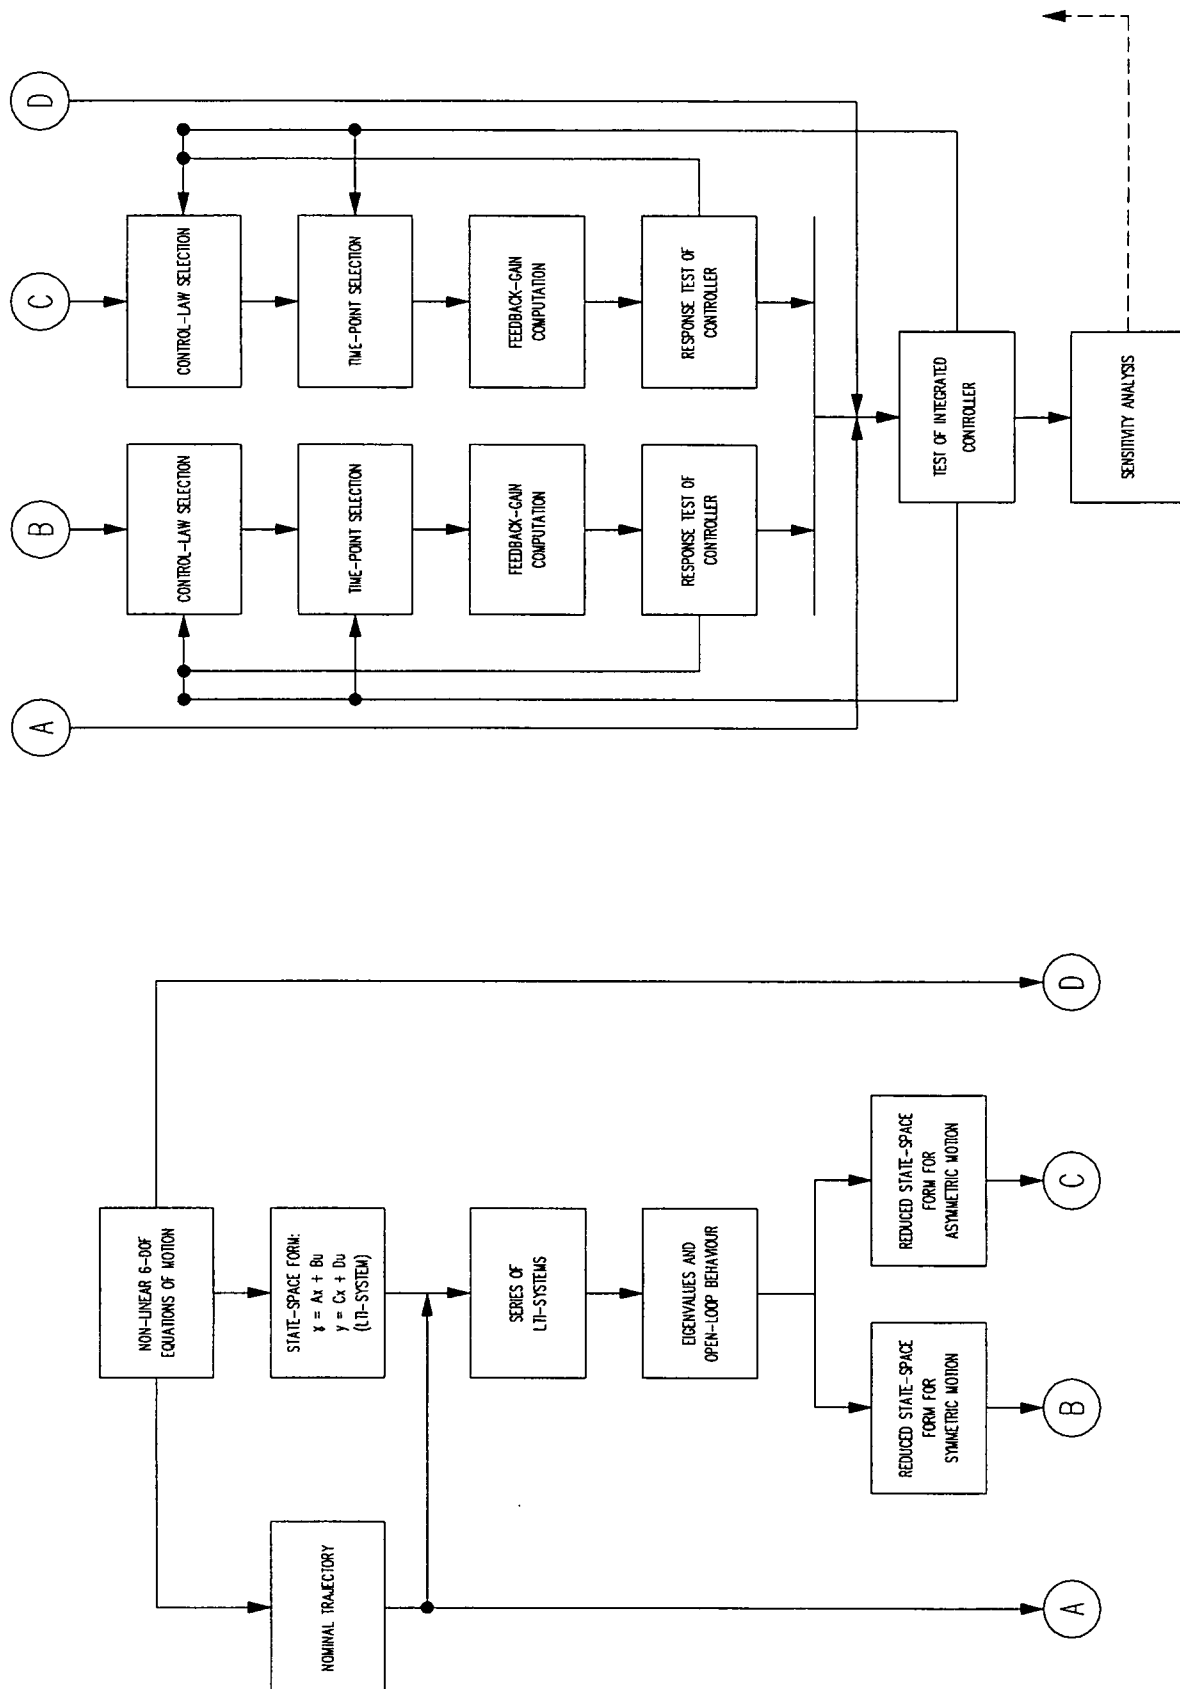 NON-LINEAR 6-DOF
EQUATIONS OF MOTION
NOMINAL TRAJECTORY
STATE-SPACE FORM:
ẋ = Ax + Bu
y = Cx + Du
(LTI-SYSTEM)
SERIES OF
LTI-SYSTEMS
EIGENVALUES AND
OPEN-LOOP BEHAVIOUR
REDUCED STATE-SPACE
FORM FOR
SYMMETRIC MOTION
REDUCED STATE-SPACE
FORM FOR
ASYMMETRIC MOTION
A
B
C
D
A
B
C
D
CONTROL-LAW SELECTION
CONTROL-LAW SELECTION
TIME-POINT SELECTION
TIME-POINT SELECTION
FEEDBACK-GAIN
COMPUTATION
FEEDBACK-GAIN
COMPUTATION
RESPONSE TEST OF
CONTROLLER
RESPONSE TEST OF
CONTROLLER
TEST OF INTEGRATED
CONTROLLER
SENSITIVITY ANALYSIS